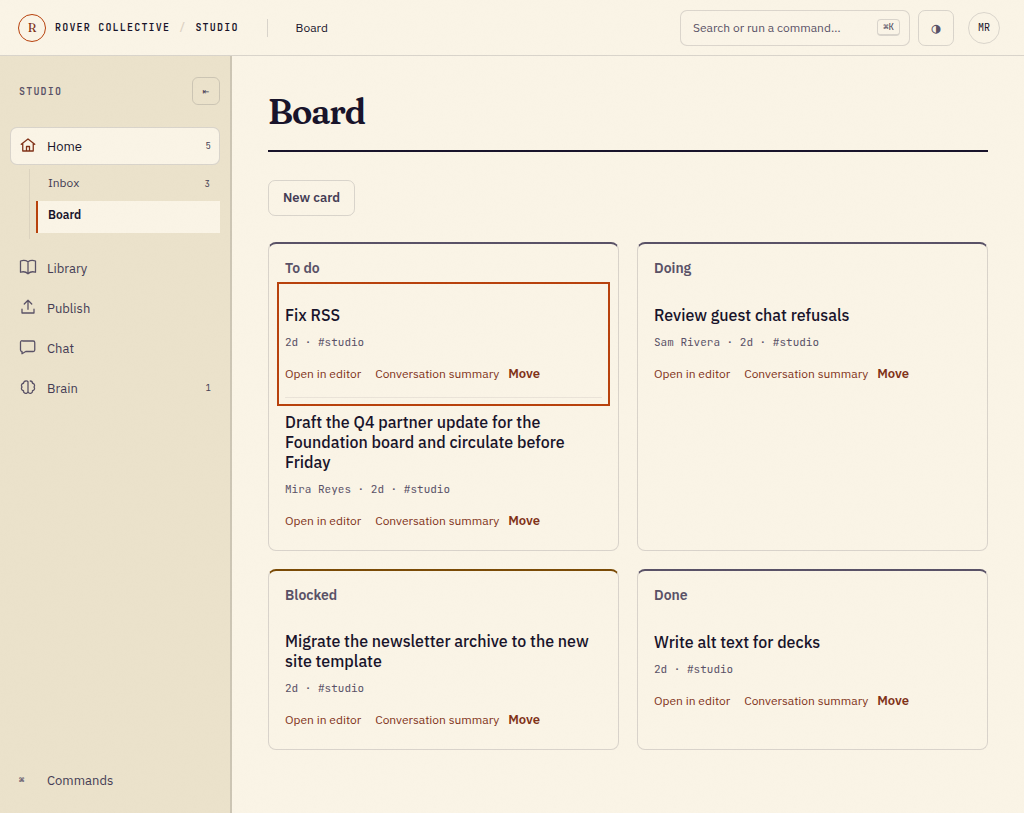 R ROVER COLLECTIVE / STUDIO
Board
Search or run a command... ⌘K
◑
MR
STUDIO
⇤
Home 5
Inbox 3
Board
Library
Publish
Chat
Brain 1
⌘ Commands
Board
New card
To do
Fix RSS
2d · #studio
Open in editor Conversation summary Move
Draft the Q4 partner update for the
Foundation board and circulate before
Friday
Mira Reyes · 2d · #studio
Open in editor Conversation summary Move
Doing
Review guest chat refusals
Sam Rivera · 2d · #studio
Open in editor Conversation summary Move
Blocked
Migrate the newsletter archive to the new
site template
2d · #studio
Open in editor Conversation summary Move
Done
Write alt text for decks
2d · #studio
Open in editor Conversation summary Move